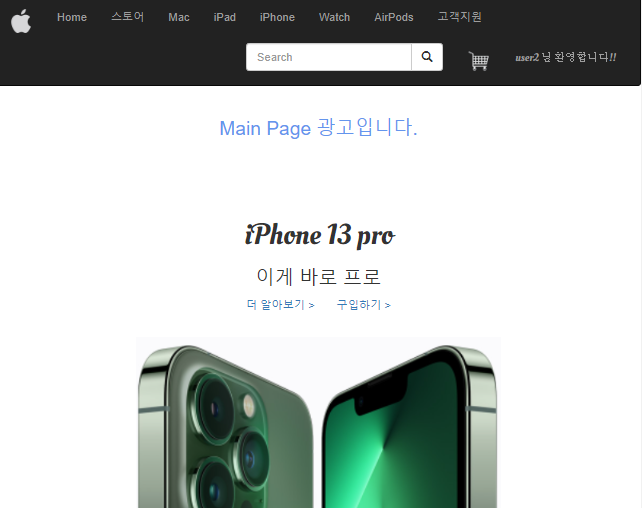 Home 스토어 Mac iPad iPhone Watch AirPods 고객지원
Search
user2 님 환영합니다!!
Main Page 광고입니다.
iPhone 13 pro
이게 바로 프로
더 알아보기 > 구입하기 >